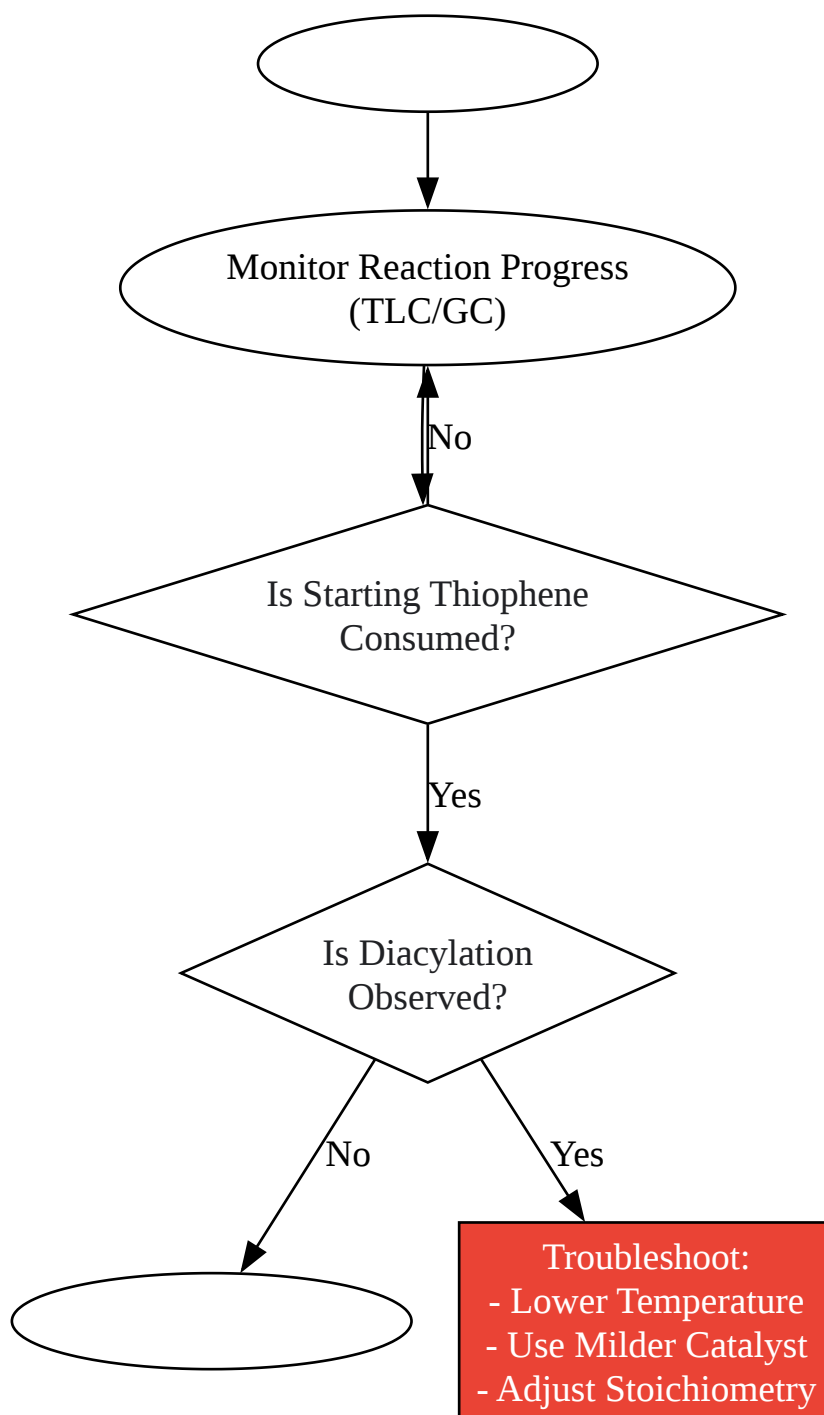 Monitor Reaction Progress
(TLC/GC)
No
Is Starting Thiophene
Consumed?
Yes
Is Diacylation
Observed?
No
Yes
Troubleshoot:
- Lower Temperature
- Use Milder Catalyst
- Adjust Stoichiometry